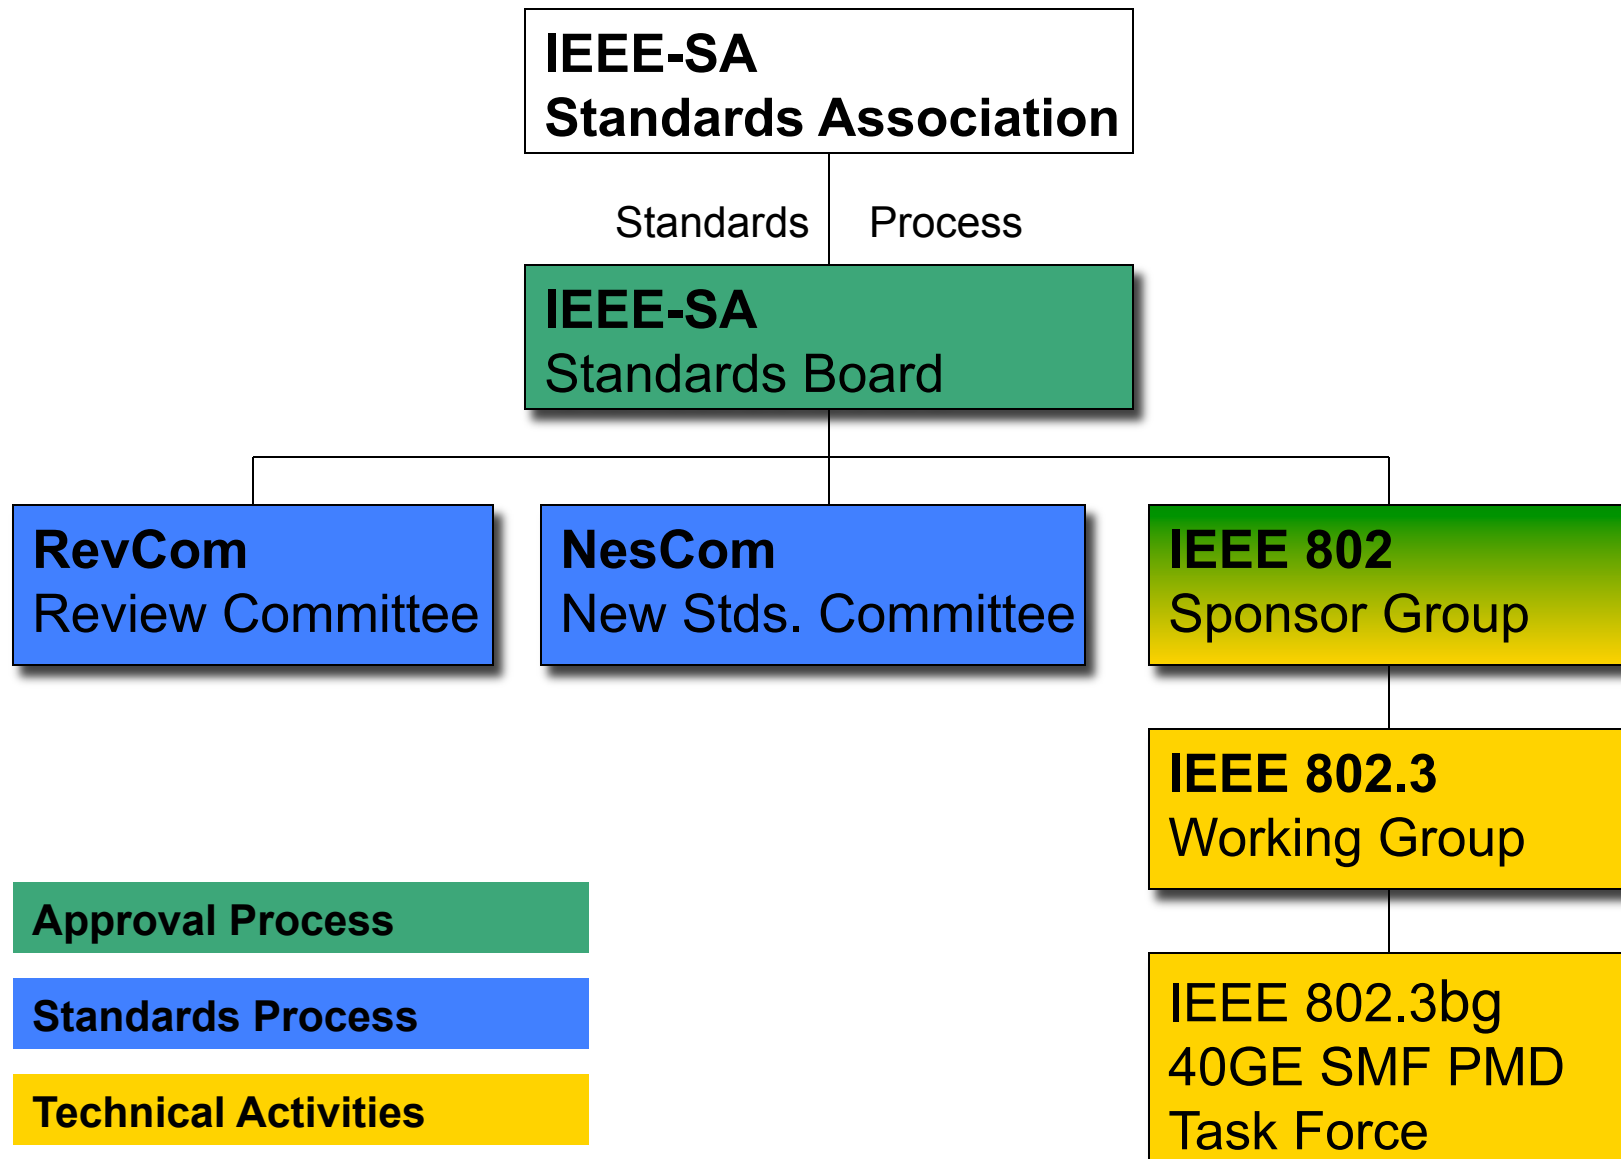 IEEE-SA
Standards Association
Standards Process
IEEE-SA
Standards Board
RevCom
Review Committee
NesCom
New Stds. Committee
IEEE 802
Sponsor Group
IEEE 802.3
Working Group
IEEE 802.3bg
40GE SMF PMD
Task Force
Approval Process
Standards Process
Technical Activities